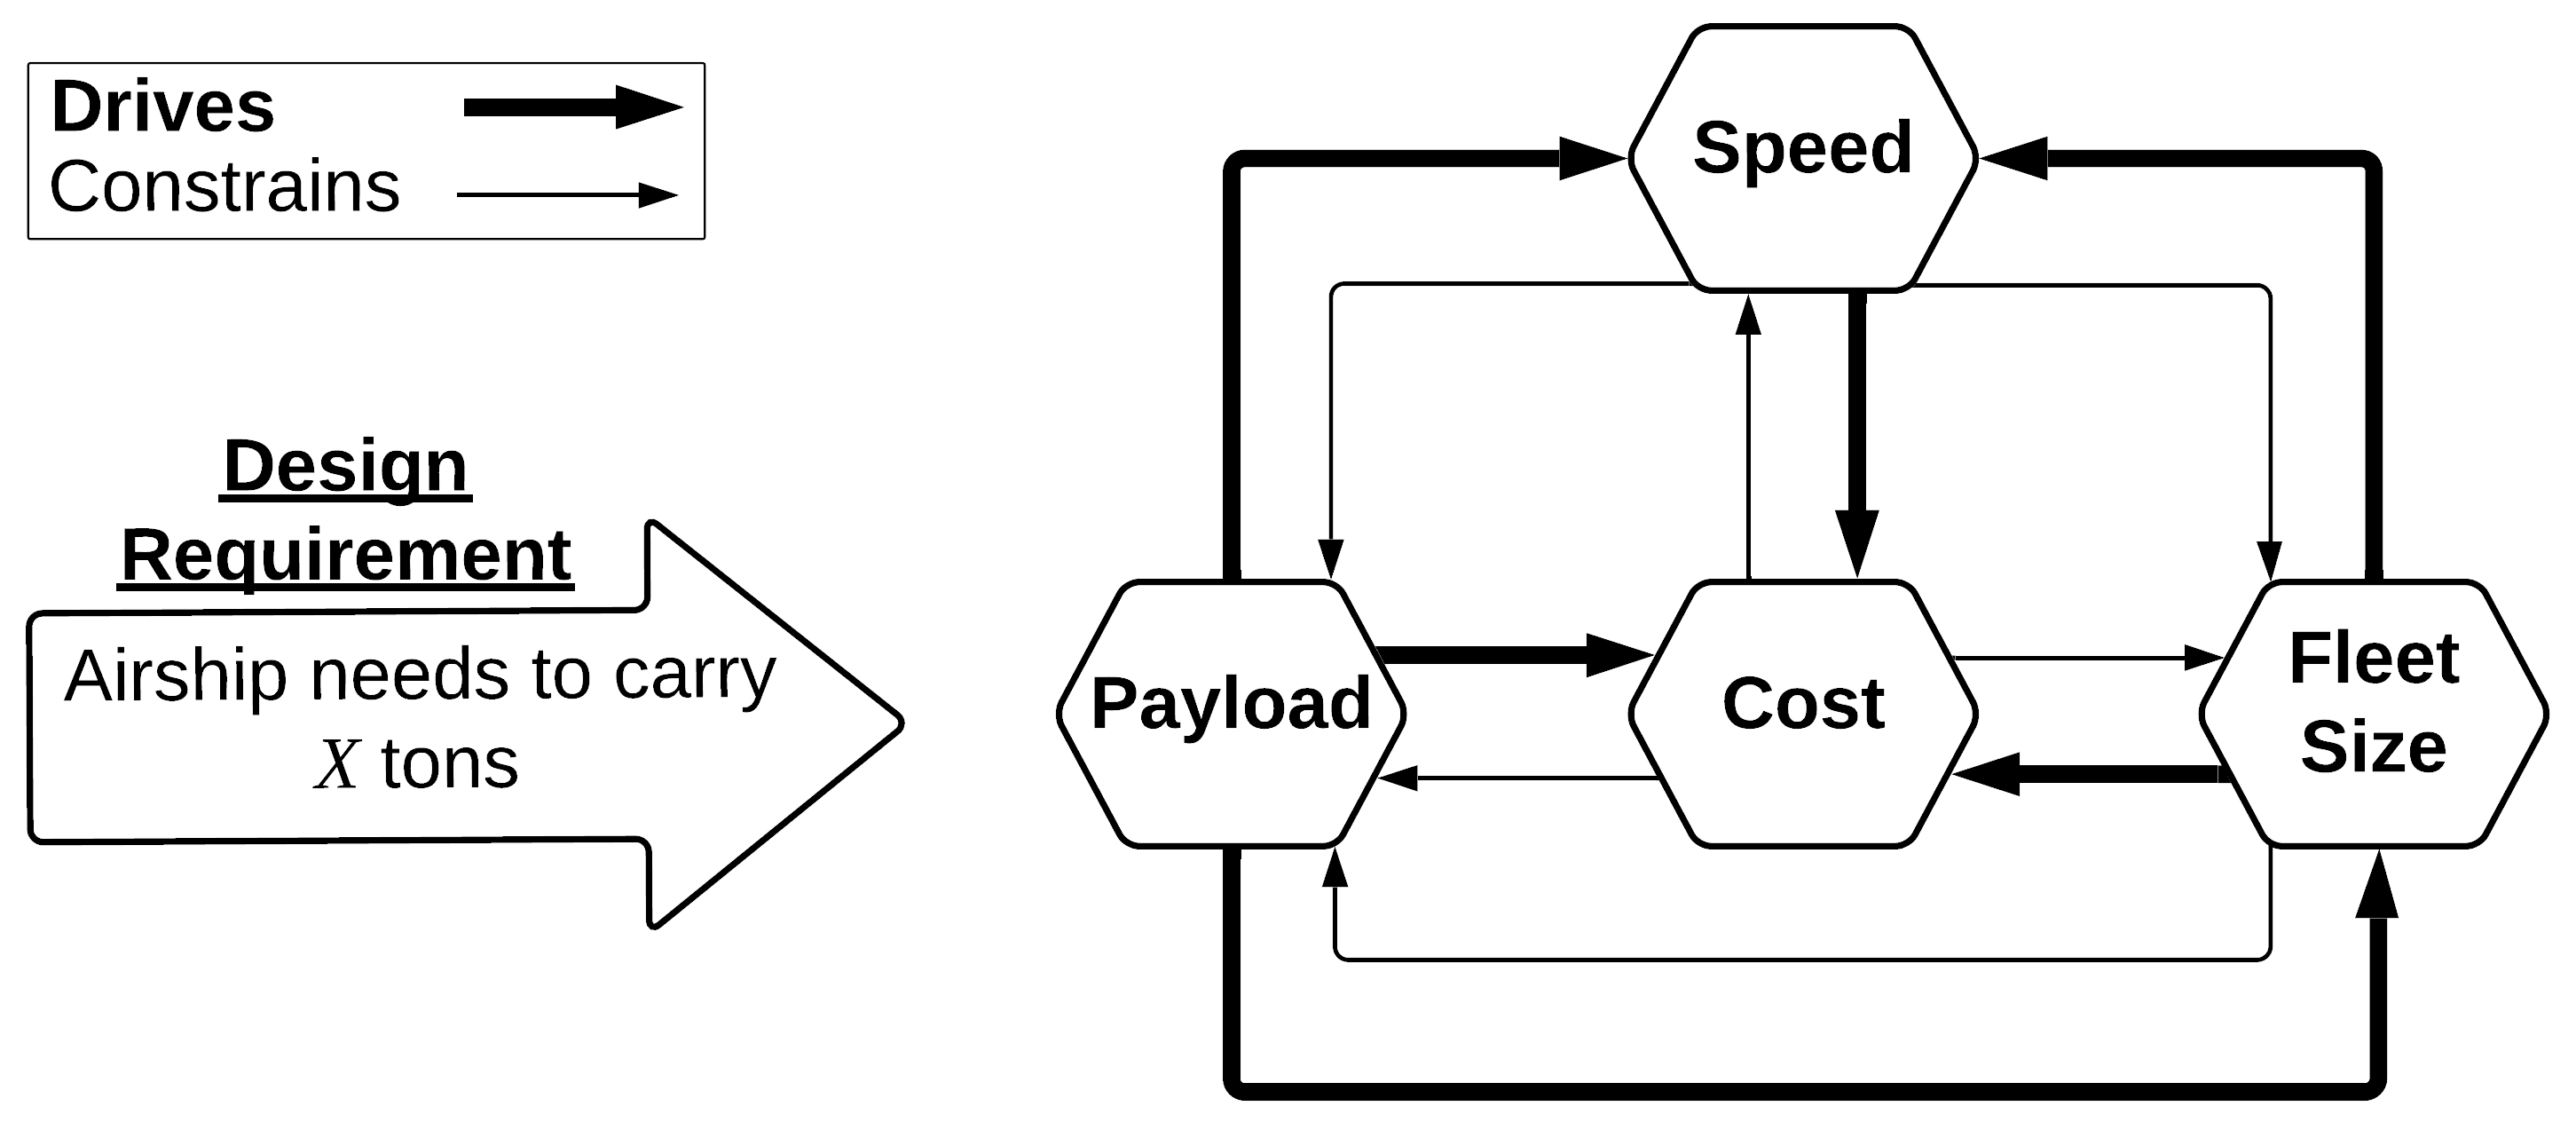 Drives
Constrains
Design
Requirement
Airship needs to carry
X tons
Speed
Payload
Cost
Fleet
Size